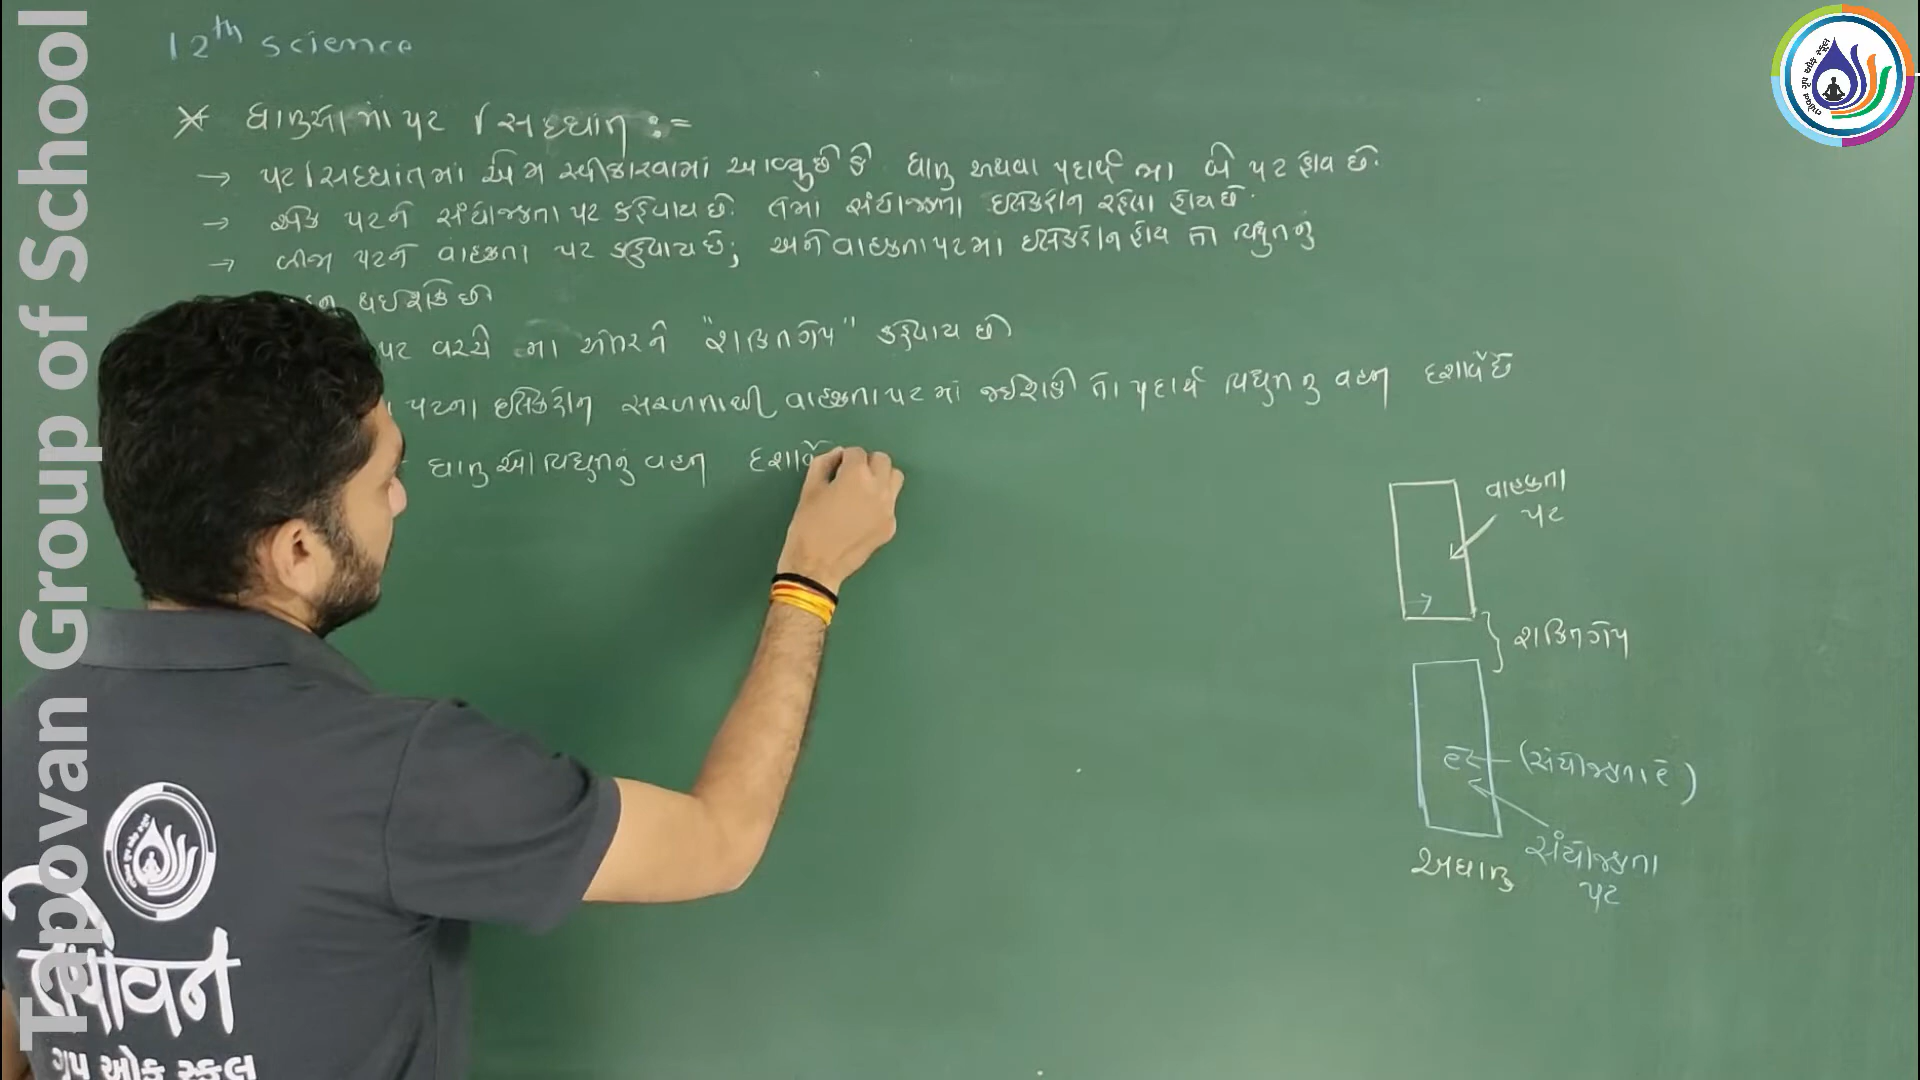 12th science
* ધાતુઓમાં પટ સિદ્ધાંત :=
→ પટ સિદ્ધાંતમાં એમ સ્વીકારવામાં આવ્યુ છે કે ધાતુ અથવા પદાર્થ માં બે પટ હોય છે.
→ એક પટને સંયોજકતા પટ કહેવાય છે. તેમાં સંયોજકતા ઇલેક્ટ્રોન રહેલા હોય છે.
→ બીજા પટને વાહકતા પટ કહેવાય છે; અને વાહકતા પટમાં ઇલેક્ટ્રોન હોય તો વિધુતનું
થઇ શકે છે
પટ વચ્ચે ના અંતરને "શક્તિગેપ" કહેવાય છે
પટના ઇલેક્ટ્રોન સરળતાથી વાહકતા પટ માં જઇ શકે તો પદાર્થ વિધુતનુ વહન દર્શાવે છે
ધાતુઓ વિધુતનું વહન દર્શાવે
વાહકતા
પટ
શક્તિગેપ
e⁻ (સંયોજકતા e⁻)
સંયોજકતા
પટ
અધાતુ
Tapovan Group of School
તપોવન
ગ્રુપ ઓફ સ્કૂલ